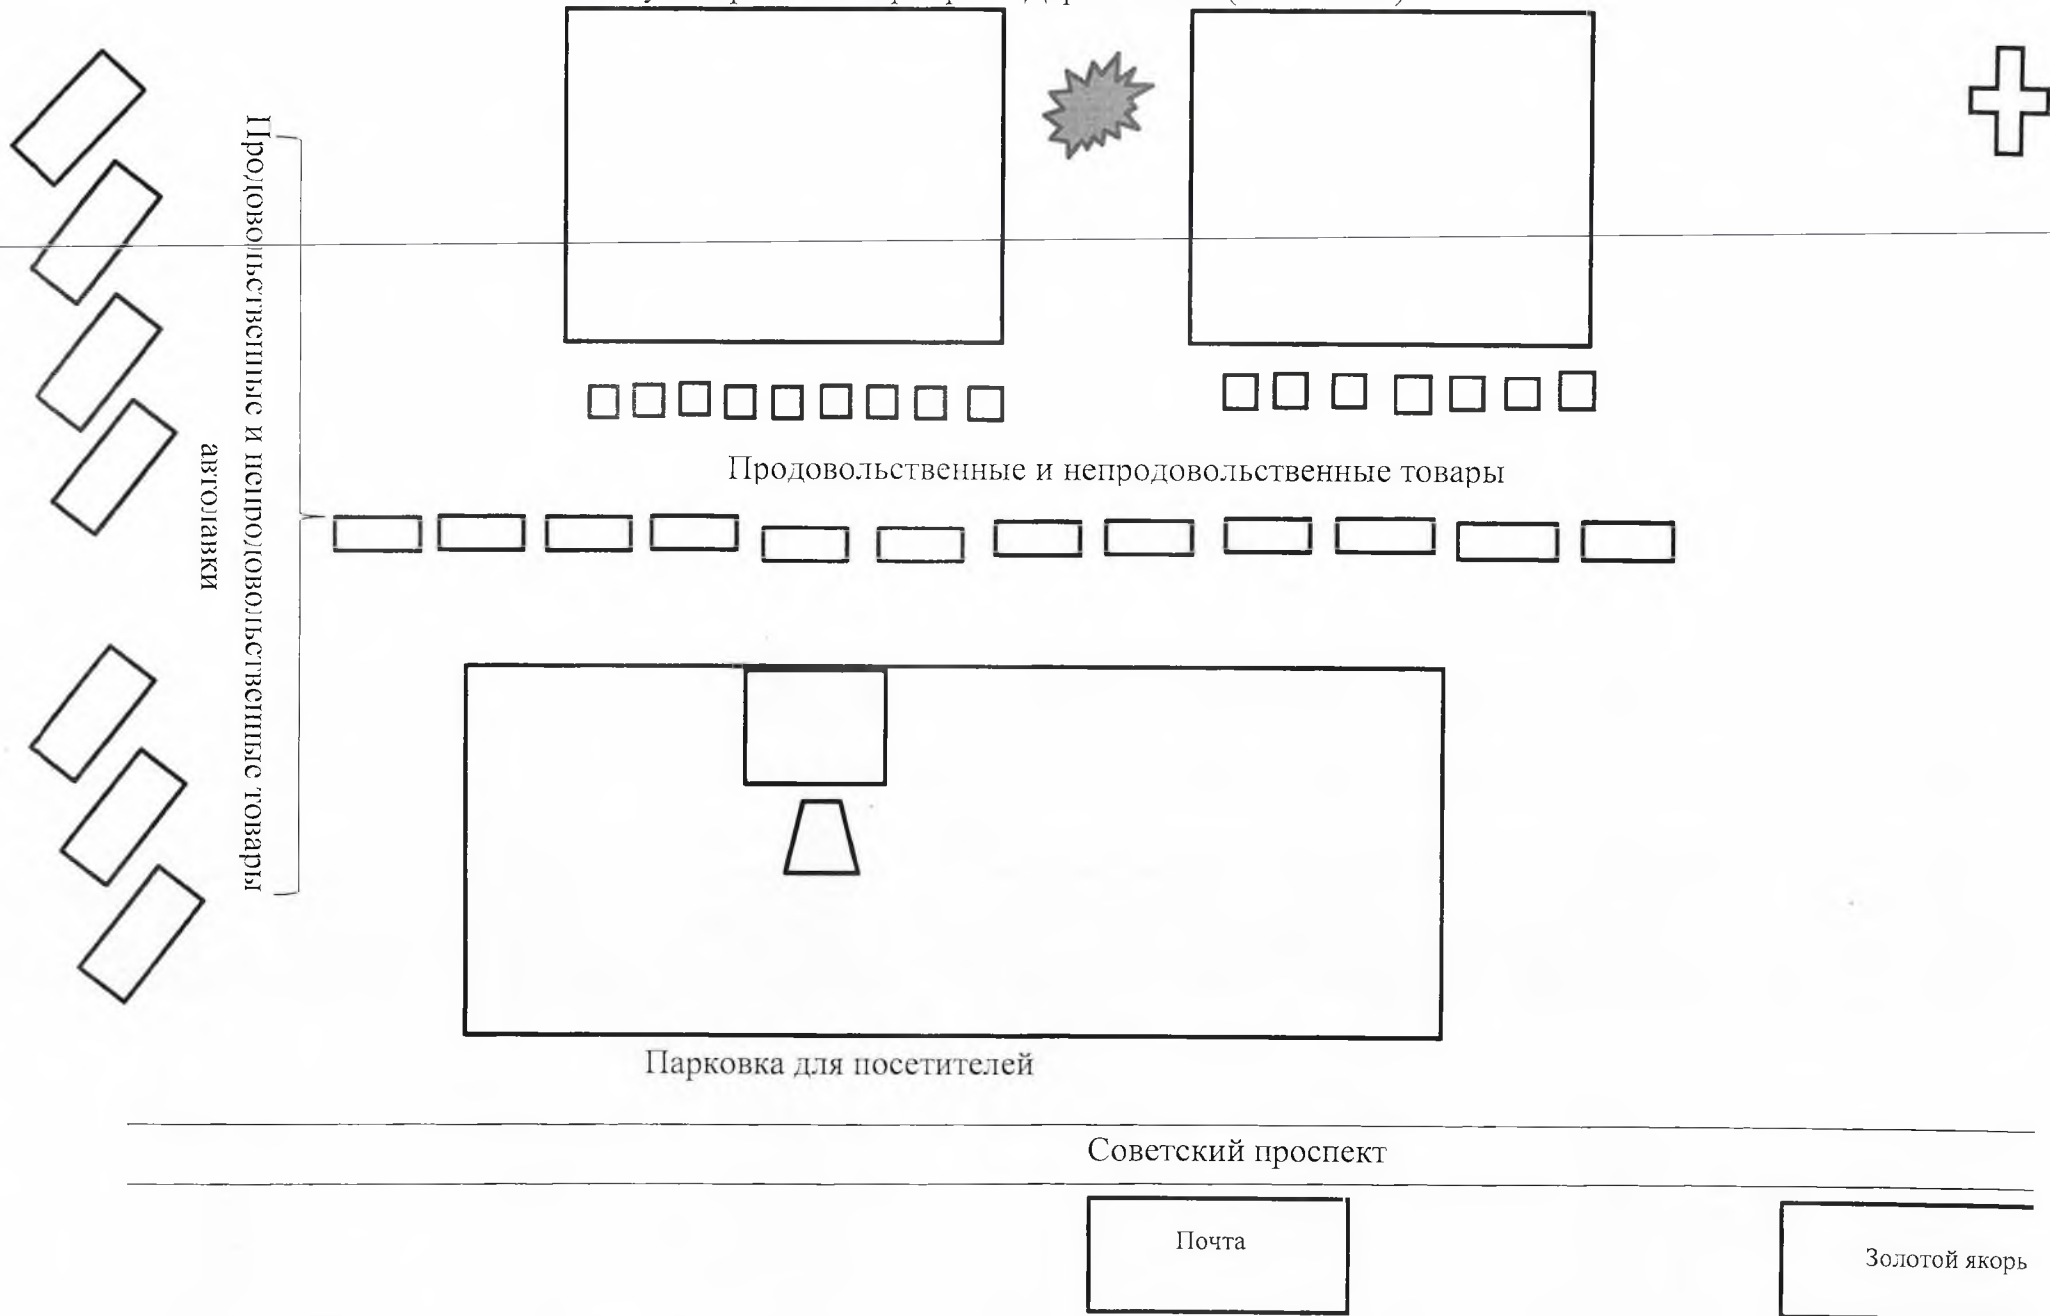 Продовольственные и непродовольственные товары
автолавки
Продовольственные и непродовольственные товары
Парковка для посетителей
Советский проспект
Почта
Золотой якорь